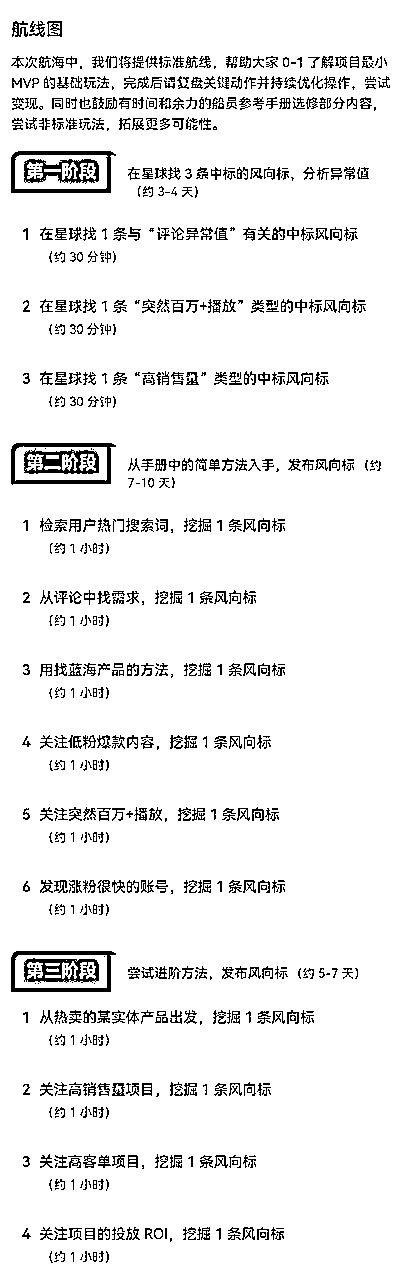 航线图
本次航海中，我们将提供标准航线，帮助大家 0-1 了解项目最小
MVP 的基础玩法，完成后请复盘关键动作并持续优化操作，尝试
变现。同时也鼓励有时间和余力的船员参考手册选修部分内容，
尝试非标准玩法，拓展更多可能性。
第一阶段 在星球找 3 条中标的风向标，分析异常值
（约 3-4 天）
1 在星球找 1 条与“评论异常值”有关的中标风向标
（约 30 分钟）
2 在星球找 1 条“突然百万+播放”类型的中标风向标
（约 30 分钟）
3 在星球找 1 条“高销售量”类型的中标风向标
（约 30 分钟）
第二阶段 从手册中的简单方法入手，发布风向标（约
7-10 天）
1 检索用户热门搜索词，挖掘 1 条风向标
（约 1 小时）
2 从评论中找需求，挖掘 1 条风向标
（约 1 小时）
3 用找蓝海产品的方法，挖掘 1 条风向标
（约 1 小时）
4 关注低粉爆款内容，挖掘 1 条风向标
（约 1 小时）
5 关注突然百万+播放，挖掘 1 条风向标
（约 1 小时）
6 发现涨粉很快的账号，挖掘 1 条风向标
（约 1 小时）
第三阶段 尝试进阶方法，发布风向标（约 5-7 天）
1 从热卖的某实体产品出发，挖掘 1 条风向标
（约 1 小时）
2 关注高销售量项目，挖掘 1 条风向标
（约 1 小时）
3 关注高客单项目，挖掘 1 条风向标
（约 1 小时）
4 关注项目的投放 ROI，挖掘 1 条风向标
（约 1 小时）